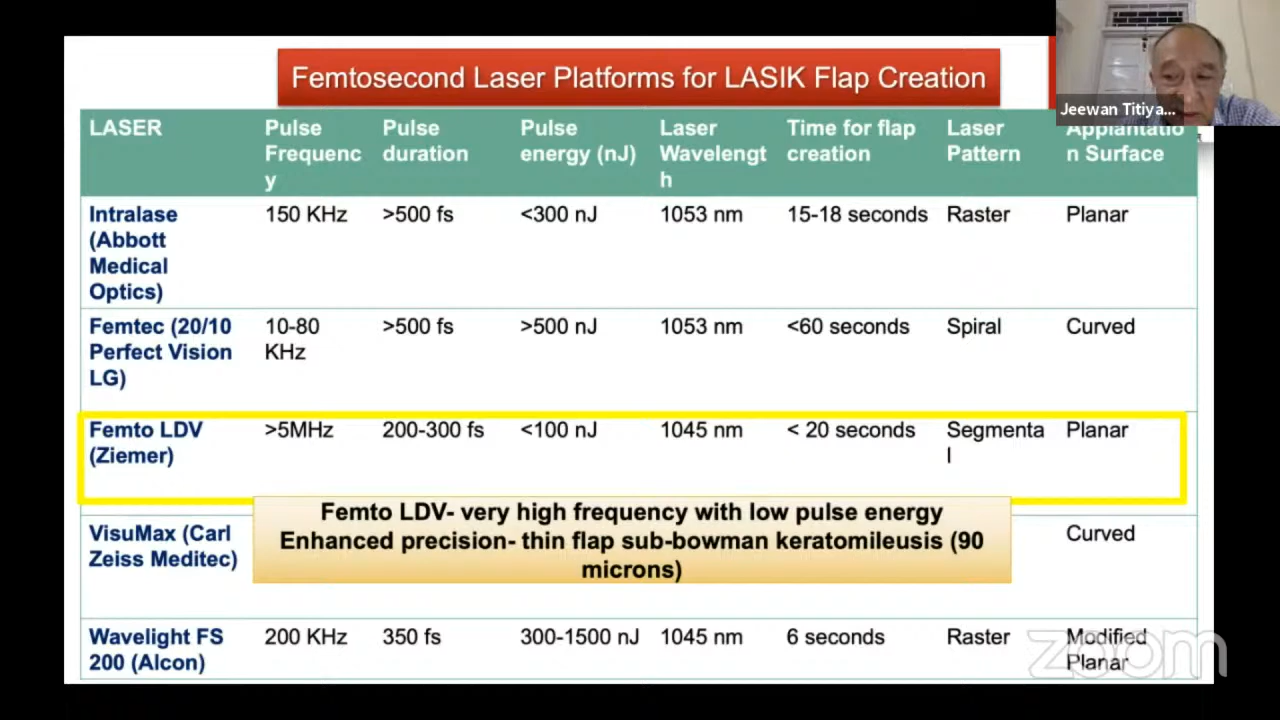 Femtosecond Laser Platforms for LASIK Flap Creation
Jeewan Titiya...
LASER
Pulse
Frequenc
y
Pulse
duration
Pulse
energy (nJ)
Laser
Wavelengt
h
Time for flap
creation
Laser
Pattern
Applantatio
n Surface
Intralase
(Abbott
Medical
Optics)
150 KHz
>500 fs
<300 nJ
1053 nm
15-18 seconds
Raster
Planar
Femtec (20/10
Perfect Vision
LG)
10-80
KHz
>500 fs
>500 nJ
1053 nm
<60 seconds
Spiral
Curved
Femto LDV
(Ziemer)
>5MHz
200-300 fs
<100 nJ
1045 nm
< 20 seconds
Segmenta
l
Planar
Femto LDV- very high frequency with low pulse energy
Enhanced precision- thin flap sub-bowman keratomileusis (90
microns)
VisuMax (Carl
Zeiss Meditec)
Curved
Wavelight FS
200 (Alcon)
200 KHz
350 fs
300-1500 nJ
1045 nm
6 seconds
Raster
Modified
Planar
zoom